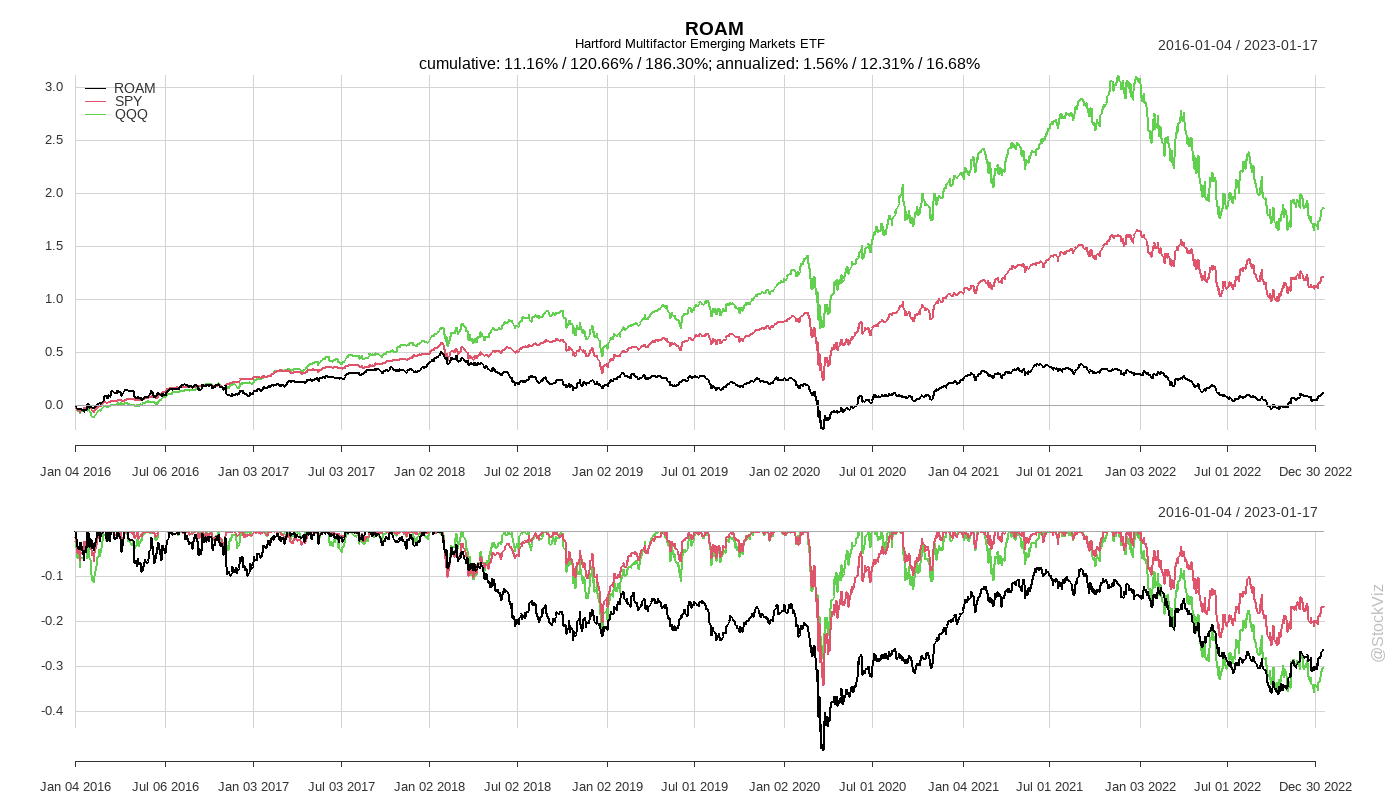 ROAM
Hartford Multifactor Emerging Markets ETF
2016-01-04 / 2023-01-17
cumulative: 11.16% / 120.66% / 186.30%; annualized: 1.56% / 12.31% / 16.68%
ROAM
SPY
QQQ
3.0
2.5
2.0
1.5
1.0
0.5
0.0
Jan 04 2016 Jul 06 2016 Jan 03 2017 Jul 03 2017 Jan 02 2018 Jul 02 2018 Jan 02 2019 Jul 01 2019 Jan 02 2020 Jul 01 2020 Jan 04 2021 Jul 01 2021 Jan 03 2022 Jul 01 2022 Dec 30 2022
2016-01-04 / 2023-01-17
-0.1
-0.2
-0.3
-0.4
Jan 04 2016 Jul 06 2016 Jan 03 2017 Jul 03 2017 Jan 02 2018 Jul 02 2018 Jan 02 2019 Jul 01 2019 Jan 02 2020 Jul 01 2020 Jan 04 2021 Jul 01 2021 Jan 03 2022 Jul 01 2022 Dec 30 2022
@StockViz